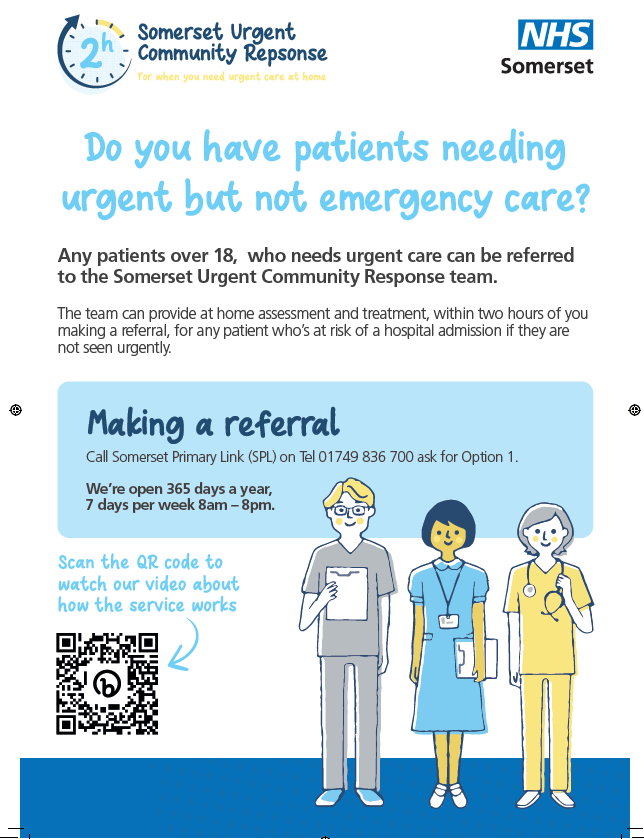 2h
Somerset Urgent
Community Repsonse
For when you need urgent care at home
NHS
Somerset
Do you have patients needing
urgent but not emergency care?
Any patients over 18,  who needs urgent care can be referred
to the Somerset Urgent Community Response team.
The team can provide at home assessment and treatment, within two hours of you
making a referral, for any patient who's at risk of a hospital admission if they are
not seen urgently.
Making a referral
Call Somerset Primary Link (SPL) on Tel 01749 836 700 ask for Option 1.
We're open 365 days a year,
7 days per week 8am – 8pm.
Scan the QR code to
watch our video about
how the service works
b